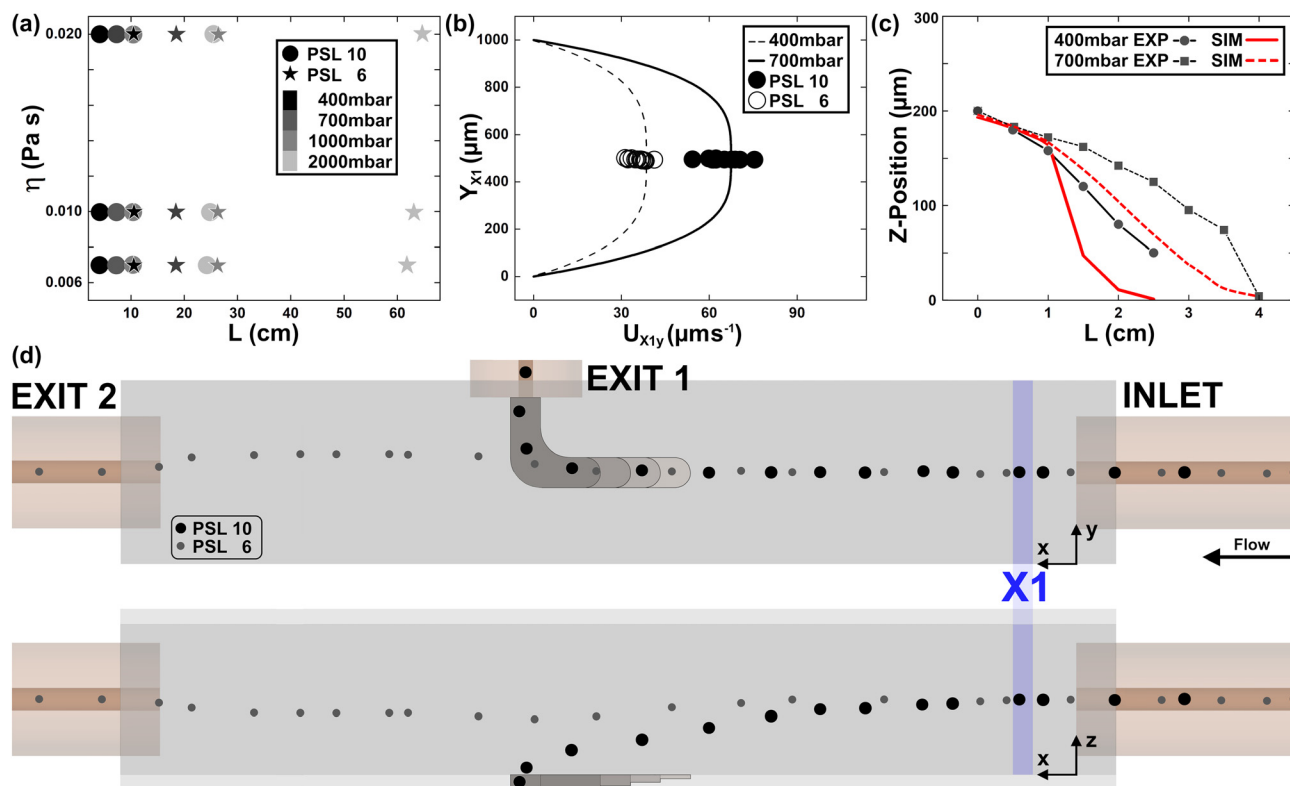 (a)
η (Pa s)
0.020
0.010
0.006
PSL 10
PSL 6
400mbar
700mbar
1000mbar
2000mbar
10 20 30 40 50 60
L (cm)
(b)
Y_X1 (μm)
1000
800
600
400
200
0
400mbar
700mbar
PSL 10
PSL 6
0 30 60 90
U_X1y (μms⁻¹)
(c)
Z-Position (μm)
300
200
100
0
400mbar EXP SIM
700mbar EXP SIM
0 1 2 3 4
L (cm)
(d)
EXIT 2
EXIT 1
INLET
PSL 10
PSL 6
x
y
Flow
X1
x
z